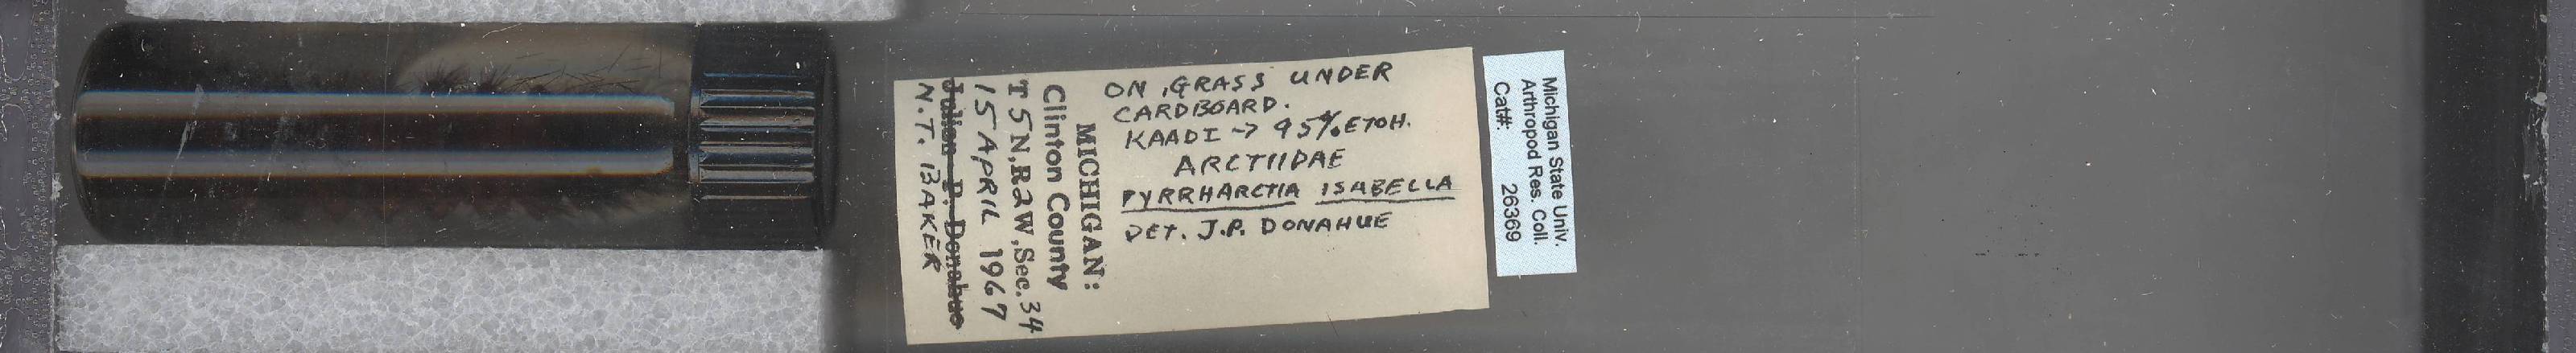 ON GRASS UNDER
CARDBOARD.
KAADI → 95% ETOH.
ARCTIIDAE
PYRRHARCTIA ISABELLA
DET. J.P. DONAHUE
MICHIGAN:
Clinton County
T5N,R2W,Sec.34
15 APRIL 1967
Julian P. Donahue
N.T. BAKER
Michigan State Univ.
Arthropod Res. Coll.
Cat#: 26369